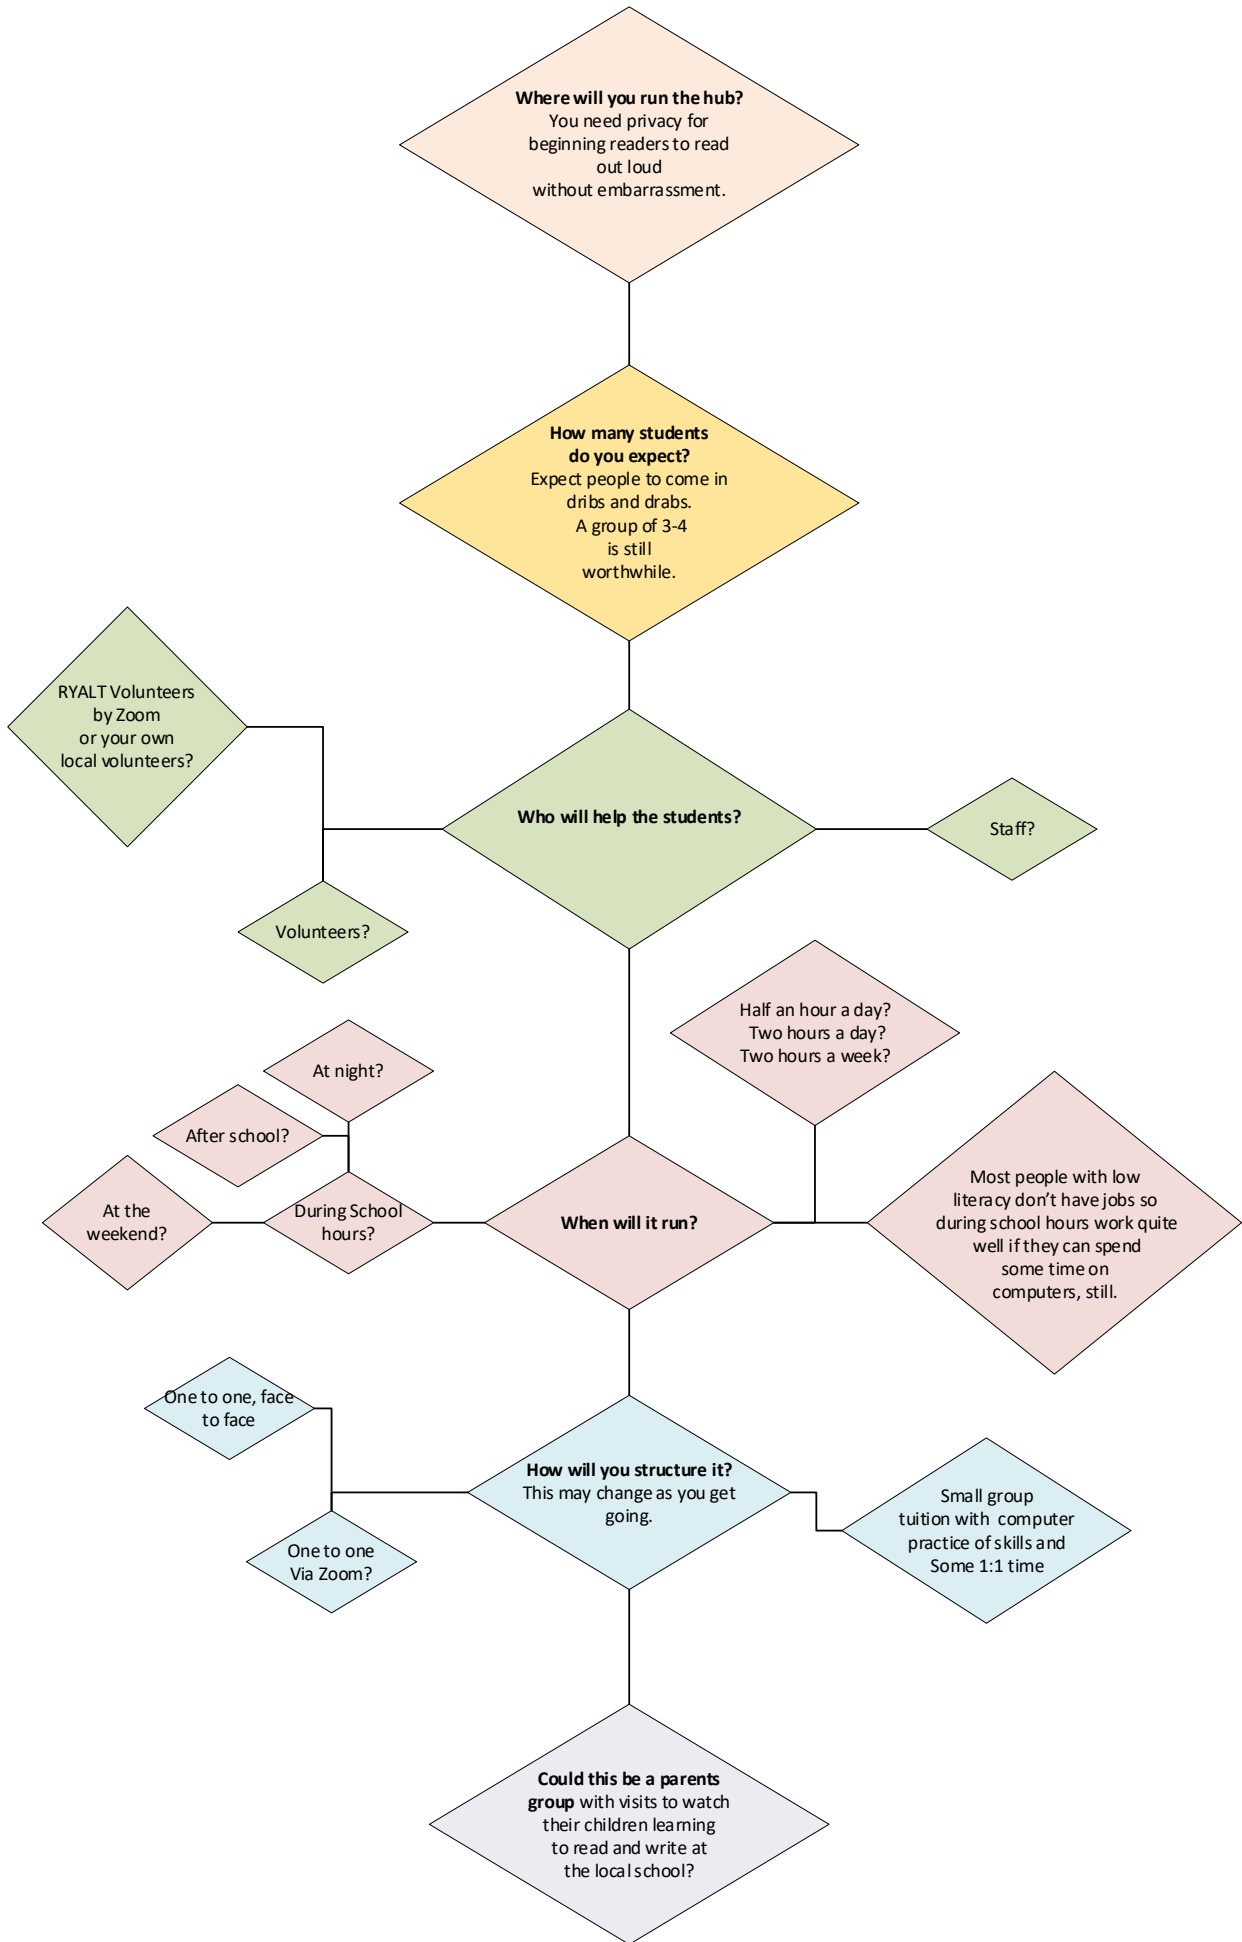 Where will you run the hub?
You need privacy for
beginning readers to read
out loud
without embarrassment.
How many students
do you expect?
Expect people to come in
dribs and drabs.
A group of 3-4
is still
worthwhile.
RYALT Volunteers
by Zoom
or your own
local volunteers?
Who will help the students?
Staff?
Volunteers?
Half an hour a day?
Two hours a day?
Two hours a week?
At night?
After school?
At the
weekend?
During School
hours?
When will it run?
Most people with low
literacy don’t have jobs so
during school hours work quite
well if they can spend
some time on
computers, still.
One to one, face
to face
How will you structure it?
This may change as you get
going.
One to one
Via Zoom?
Small group
tuition with computer
practice of skills and
Some 1:1 time
Could this be a parents
group with visits to watch
their children learning
to read and write at
the local school?